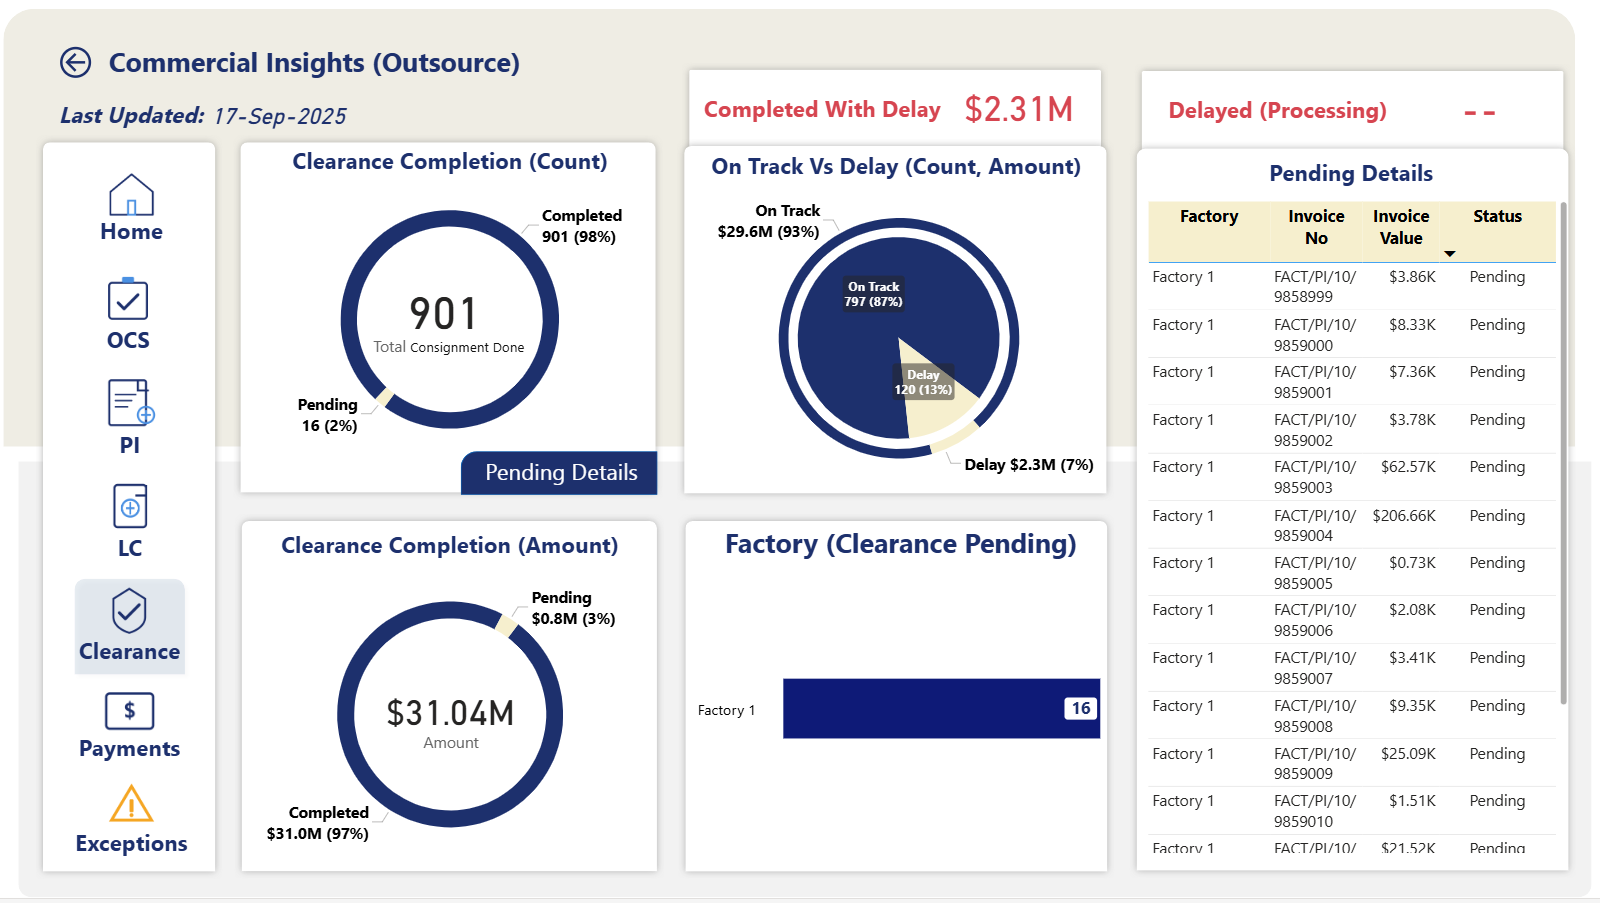 Commercial Insights (Outsource)
Last Updated: 17-Sep-2025
Home
OCS
PI
LC
Clearance
$
Payments
Exceptions
Clearance Completion (Count)
Completed
901 (98%)
901
Total Consignment Done
Pending
16 (2%)
Pending Details
Clearance Completion (Amount)
Pending
$0.8M (3%)
$31.04M
Amount
Completed
$31.0M (97%)
Completed With Delay $2.31M
On Track Vs Delay (Count, Amount)
On Track
$29.6M (93%)
On Track
797 (87%)
Delay
120 (13%)
Delay $2.3M (7%)
Factory (Clearance Pending)
Factory 1
16
Delayed (Processing) --
Pending Details
Factory Invoice Invoice Status
No Value
Factory 1 FACT/PI/10/ $3.86K Pending
9858999
Factory 1 FACT/PI/10/ $8.33K Pending
9859000
Factory 1 FACT/PI/10/ $7.36K Pending
9859001
Factory 1 FACT/PI/10/ $3.78K Pending
9859002
Factory 1 FACT/PI/10/ $62.57K Pending
9859003
Factory 1 FACT/PI/10/ $206.66K Pending
9859004
Factory 1 FACT/PI/10/ $0.73K Pending
9859005
Factory 1 FACT/PI/10/ $2.08K Pending
9859006
Factory 1 FACT/PI/10/ $3.41K Pending
9859007
Factory 1 FACT/PI/10/ $9.35K Pending
9859008
Factory 1 FACT/PI/10/ $25.09K Pending
9859009
Factory 1 FACT/PI/10/ $1.51K Pending
9859010
Factory 1 FACT/PI/10/ $21.52K Pending